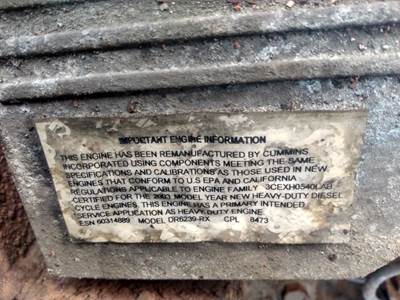 IMPORTANT ENGINE INFORMATION
THIS ENGINE HAS BEEN REMANUFACTURED BY CUMMINS
INCORPORATED USING COMPONENTS MEETING THE SAME
SPECIFICATIONS AND CALIBRATIONS AS THOSE USED IN NEW
ENGINES THAT CONFORM TO U.S EPA AND CALIFORNIA
REGULATIONS APPLICABLE TO ENGINE FAMILY 3CEXH0540LAB
CERTIFIED FOR THE 2003 MODEL YEAR NEW HEAVY-DUTY DIESEL
CYCLE ENGINES. THIS ENGINE HAS A PRIMARY INTENDED
SERVICE APPLICATION AS HEAVY DUTY ENGINE
ESN 60314889 MODEL DR6239-RX CPL 8473